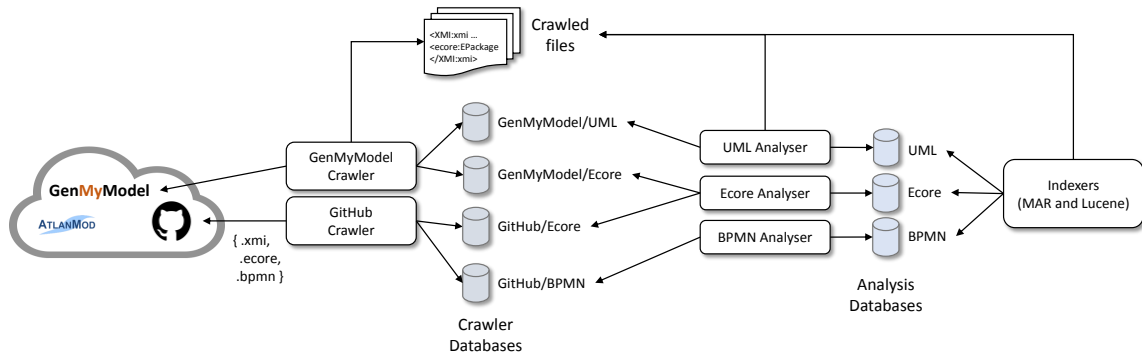 <XMI:xmi ...
<ecore:EPackage
</XMI:xmi>
Crawled
files
GenMyModel
ATLANMOD
{ .xmi,
.ecore,
.bpmn }
GenMyModel
Crawler
GitHub
Crawler
GenMyModel/UML
GenMyModel/Ecore
GitHub/Ecore
GitHub/BPMN
Crawler
Databases
UML Analyser
Ecore Analyser
BPMN Analyser
UML
Ecore
BPMN
Analysis
Databases
Indexers
(MAR and Lucene)